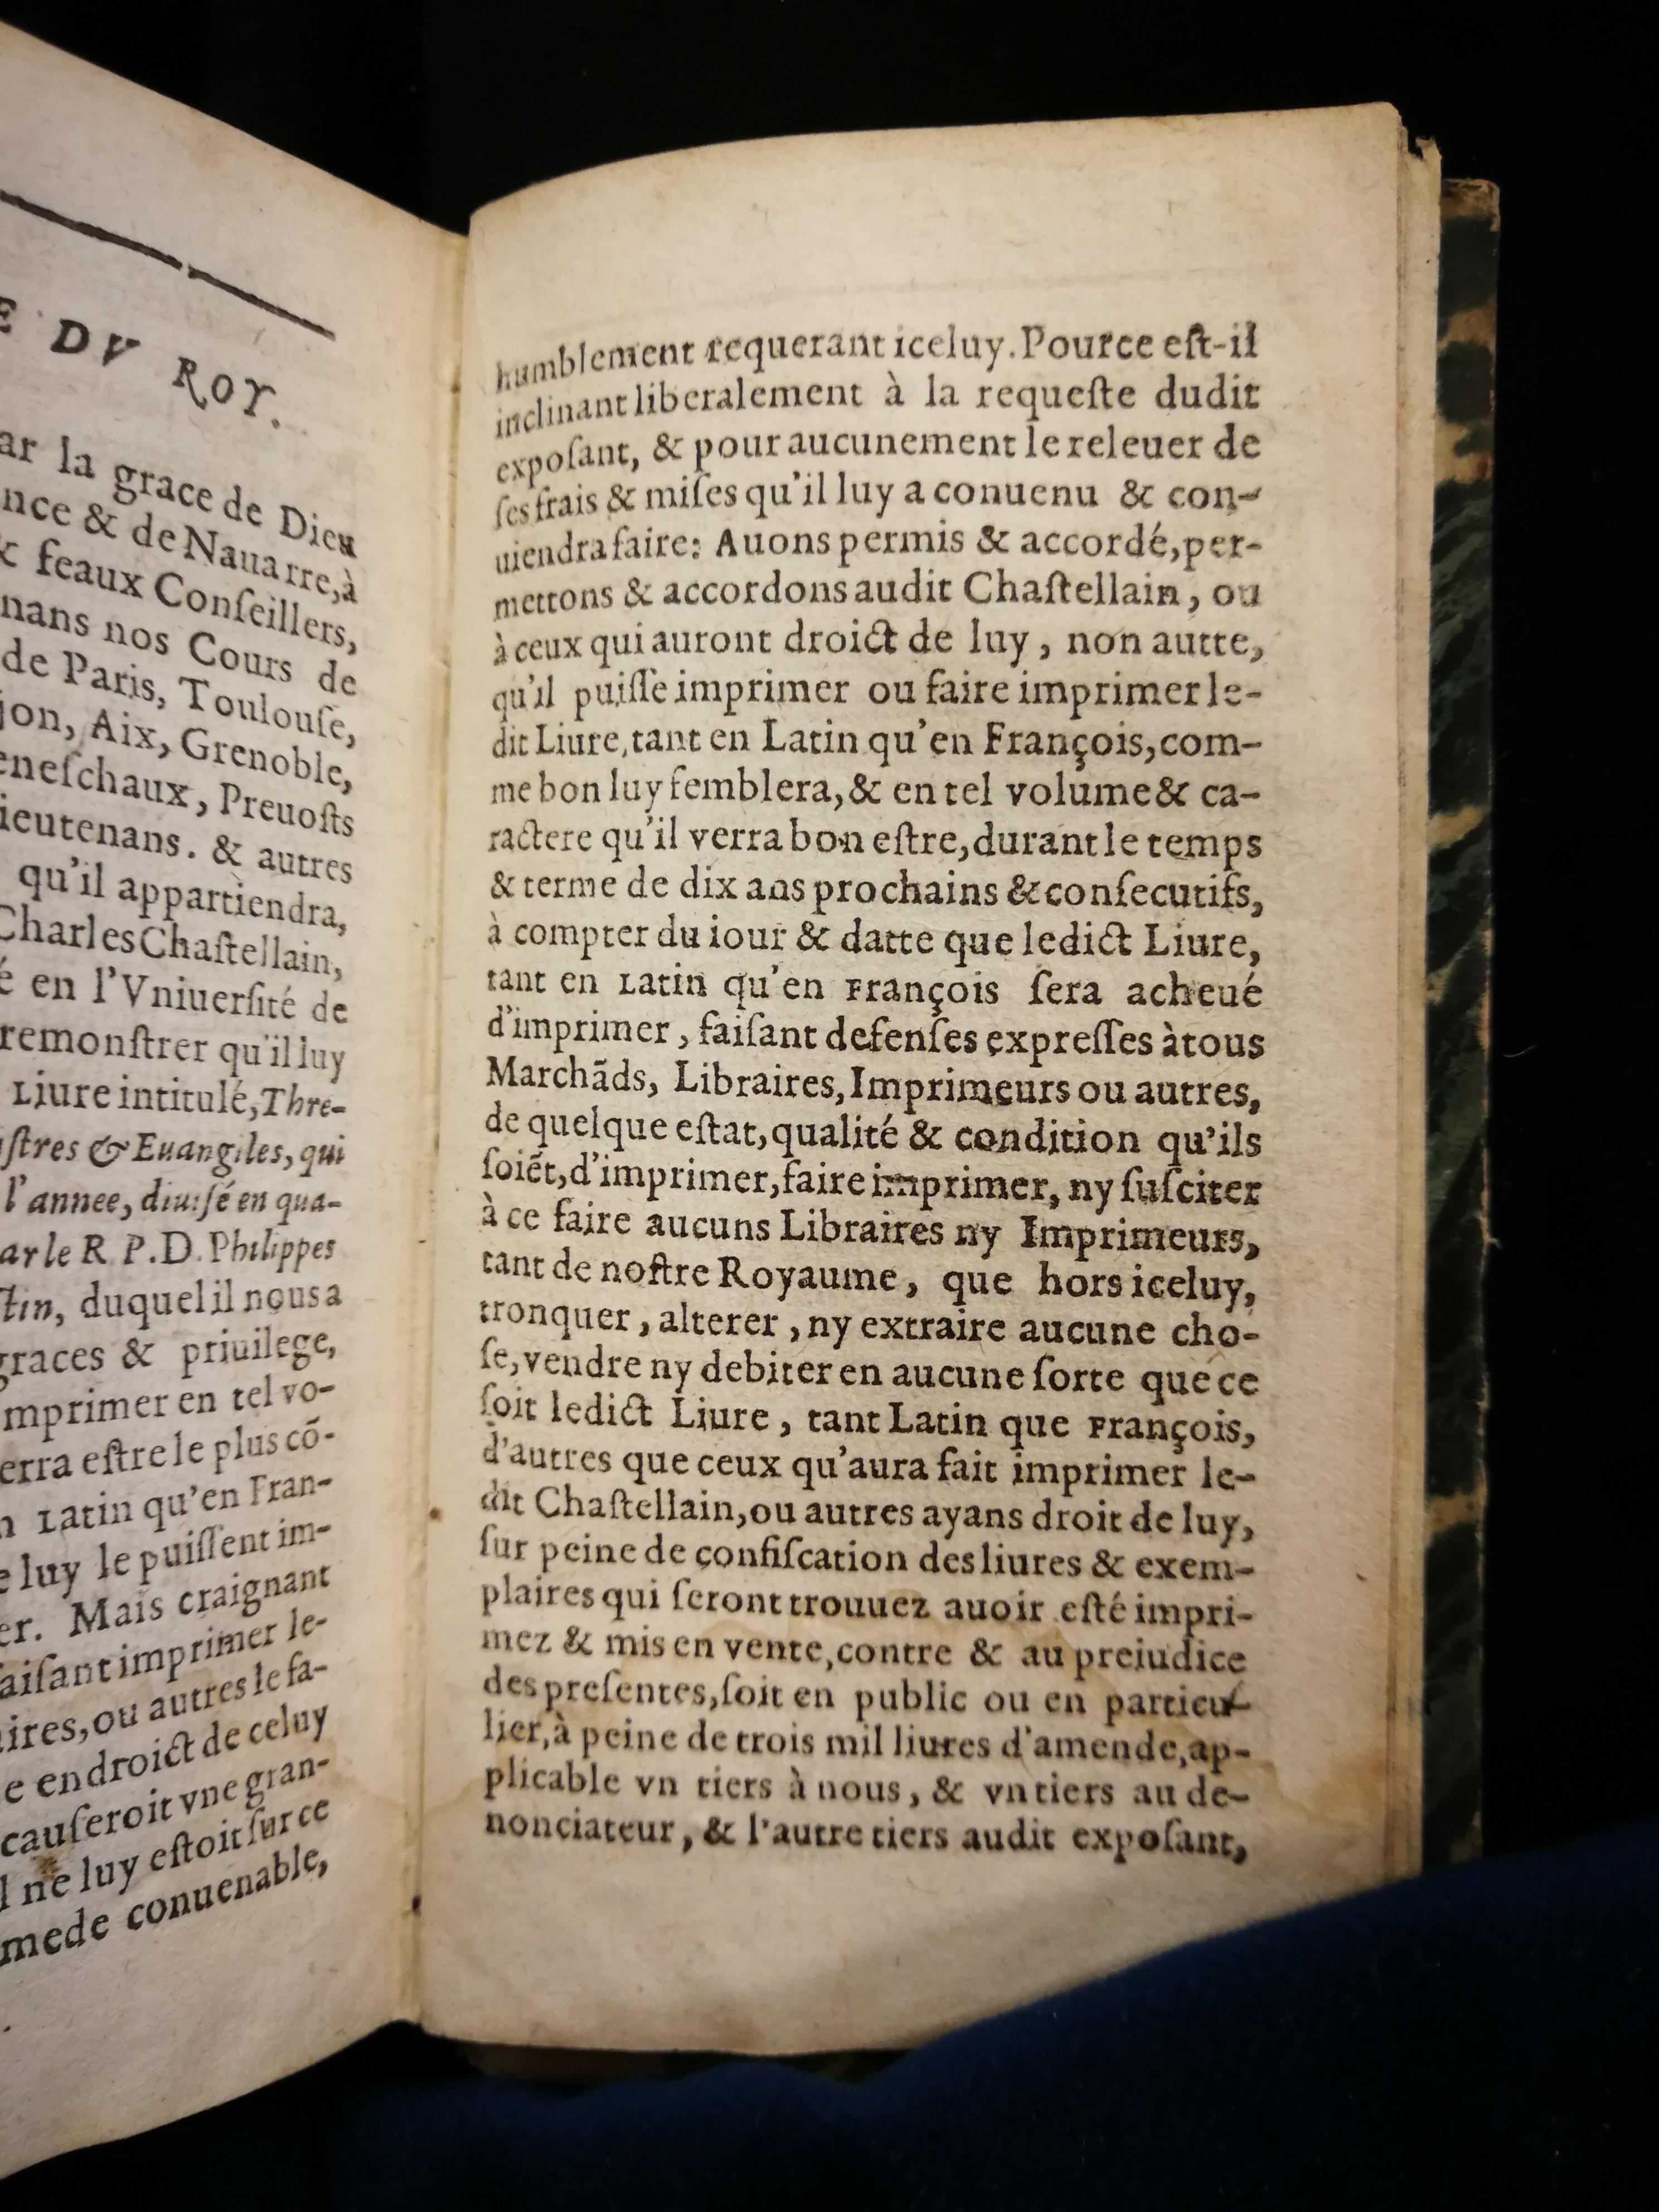 E DV ROY.
ar la grace de Dieu
nce & de Nauarre, à
& feaux Conſeillers,
nans nos Cours de
de Paris, Toulouſe,
jon, Aix, Grenoble,
eneſchaux, Preuoſts
ieutenans. & autres
qu'il appartiendra,
Charles Chaſtellain,
é en l'Vniuerſité de
remonſtrer qu'il luy
Liure intitulé, Thre-
ſtres & Euangiles, qui
l'annee, diuiſé en qua-
ar le R. P. D. Philippes
ſtin, duquel il nous a
graces & priuilege,
mprimer en tel vo-
erra eſtre le plus cõ-
n Latin qu'en Fran-
e luy le puiſſent im-
er. Mais craignant
faiſant imprimer le-
ires, ou autres le fa-
e en droict de celuy
cauſeroit vne gran-
l ne luy eſtoit ſur ce
mede conuenable,
humblement requerant iceluy. Pource eſt-il
inclinant liberalement à la requeſte dudit
expoſant, & pour aucunement le releuer de
ſes frais & miſes qu'il luy a conuenu & con-
uiendra faire: Auons permis & accordé, per-
mettons & accordons audit Chaſtellain, ou
à ceux qui auront droict de luy, non autre,
qu'il puiſſe imprimer ou faire imprimer le-
dit Liure, tant en Latin qu'en François, com-
me bon luy ſemblera, & en tel volume & ca-
ractere qu'il verra bon eſtre, durant le temps
& terme de dix ans prochains & conſecutifs,
à compter du iour & datte que ledict Liure,
tant en Latin qu'en François ſera acheué
d'imprimer, faiſant defenſes expreſſes à tous
Marchãds, Libraires, Imprimeurs ou autres,
de quelque eſtat, qualité & condition qu'ils
ſoiẽt, d'imprimer, faire imprimer, ny ſuſciter
à ce faire aucuns Libraires ny Imprimeurs,
tant de noſtre Royaume, que hors iceluy,
tronquer, alterer, ny extraire aucune cho-
ſe, vendre ny debiter en aucune ſorte que ce
ſoit ledict Liure, tant Latin que François,
d'autres que ceux qu'aura fait imprimer le-
dit Chaſtellain, ou autres ayans droit de luy,
ſur peine de confiſcation des liures & exem-
plaires qui ſeront trouuez auoir eſté impri-
mez & mis en vente, contre & au preiudice
des preſentes, ſoit en public ou en particu-
lier, à peine de trois mil liures d'amende, ap-
plicable vn tiers à nous, & vn tiers au de-
nonciateur, & l'autre tiers audit expoſant,